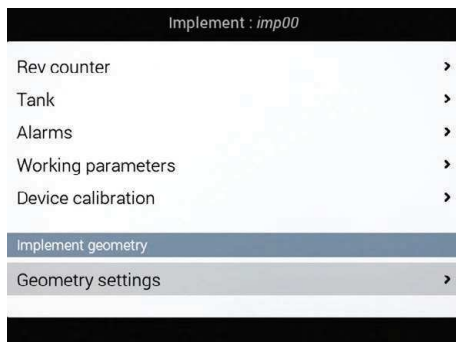 Implement : imp00
Rev counter
Tank
Alarms
Working parameters
Device calibration
Implement geometry
Geometry settings